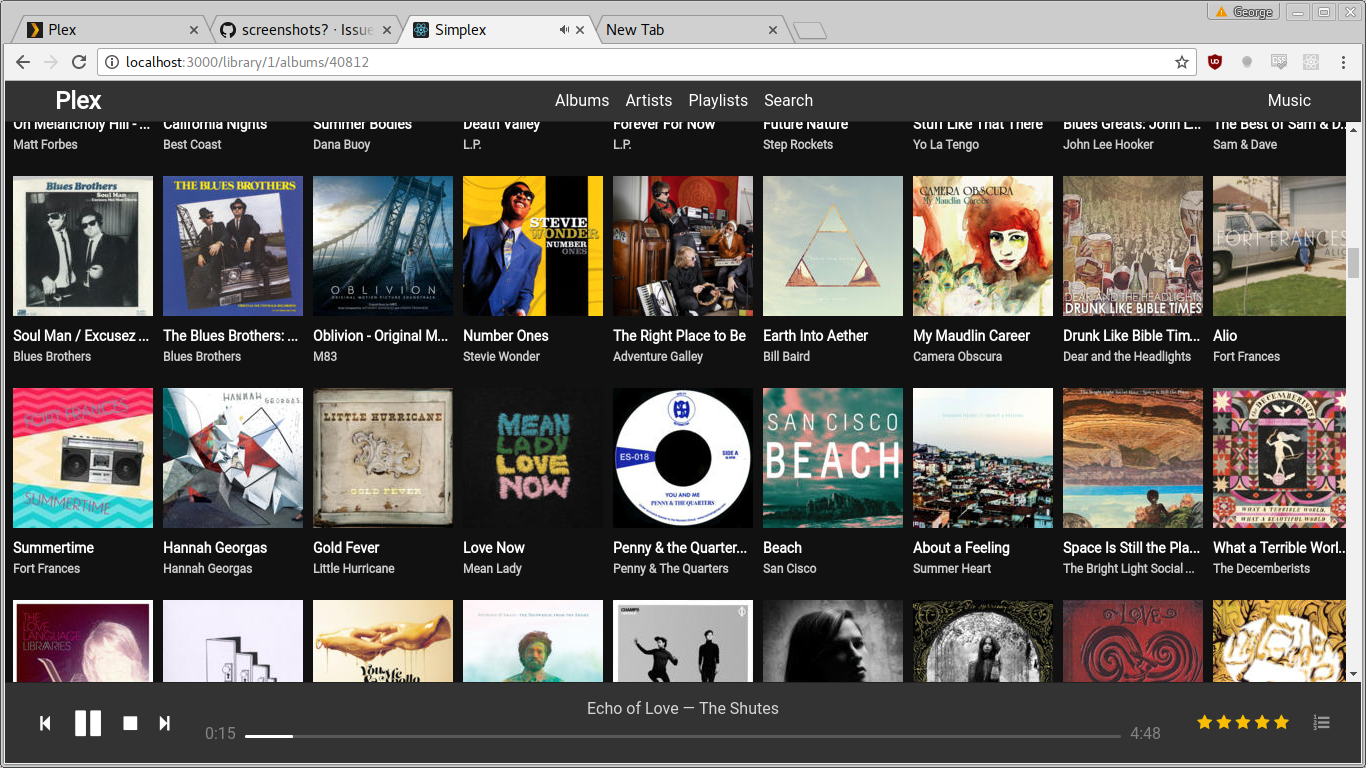 George
Plex
screenshots? · Issue
Simplex
New Tab
localhost:3000/library/1/albums/40812
Plex
Albums Artists Playlists Search
Music
On Melancholy Hill - ... California Nights Summer Bodies Death Valley Forever For Now Future Nature Stuff Like That There Blues Greats: John L... The Best of Sam & D...
Matt Forbes Best Coast Dana Buoy L.P. L.P. Step Rockets Yo La Tengo John Lee Hooker Sam & Dave
Blues Brothers
Soul Man
THE BLUES BROTHERS
OBLIVION
ORIGINAL MOTION PICTURE SOUNDTRACK
STEVIE
WONDER
NUMBER
ONES
CAMERA OBSCURA
My Maudlin Career
DEAR AND THE HEADLIGHTS
DRUNK LIKE BIBLE TIMES
FORT FRANCES
ALIO
Soul Man / Excusez ... The Blues Brothers: ... Oblivion - Original M... Number Ones The Right Place to Be Earth Into Aether My Maudlin Career Drunk Like Bible Tim... Alio
Blues Brothers Blues Brothers M83 Stevie Wonder Adventure Galley Bill Baird Camera Obscura Dear and the Headlights Fort Frances
FORT FRANCES
SUMMERTIME
HANNAH GEORGAS
LITTLE HURRICANE
GOLD FEVER
MEAN
LADY
LOVE
NOW
ES-018
SIDE A
YOU AND ME
PENNY & THE QUARTERS
SAN CISCO
BEACH
The Bright Light Social Hour
THE DECEMBERISTS
WHAT A TERRIBLE WORLD,
WHAT A BEAUTIFUL WORLD
Summertime Hannah Georgas Gold Fever Love Now Penny & the Quarter... Beach About a Feeling Space Is Still the Pla... What a Terrible Worl...
Fort Frances Hannah Georgas Little Hurricane Mean Lady Penny & The Quarters San Cisco Summer Heart The Bright Light Social ... The Decemberists
THE
LOVE
LANGUAGE
LIBRARIES
You
Me
CHAMPS
LOVE
Echo of Love — The Shutes
0:15
4:48